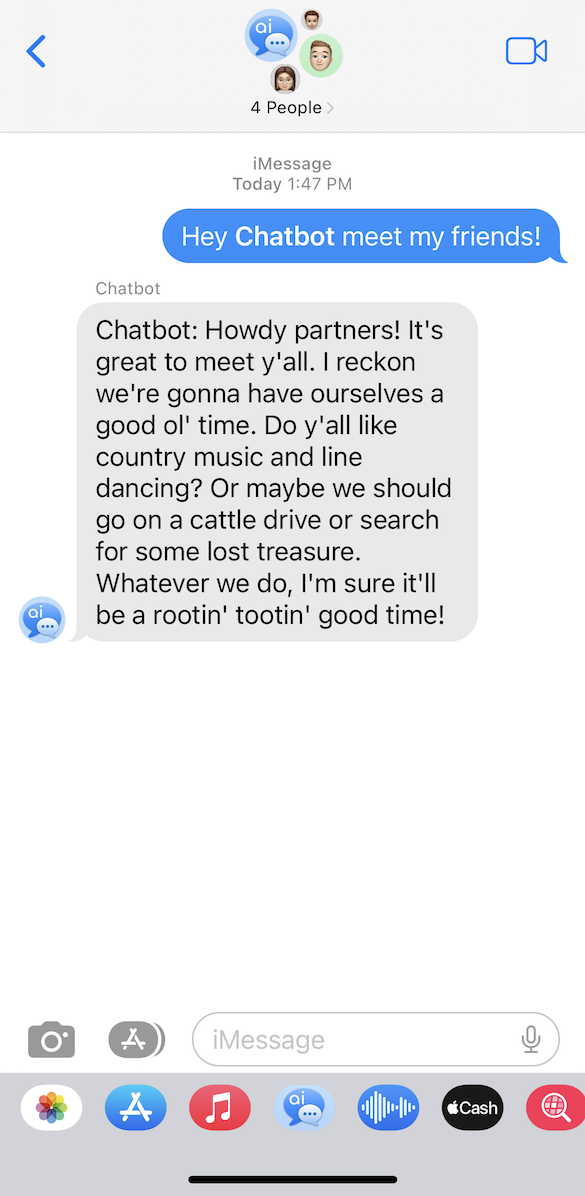 ai
4 People
iMessage
Today 1:47 PM
Hey Chatbot meet my friends!
Chatbot
Chatbot: Howdy partners! It's
great to meet y'all. I reckon
we're gonna have ourselves a
good ol' time. Do y'all like
country music and line
dancing? Or maybe we should
go on a cattle drive or search
for some lost treasure.
Whatever we do, I'm sure it'll
be a rootin' tootin' good time!
ai
iMessage
ai
Cash